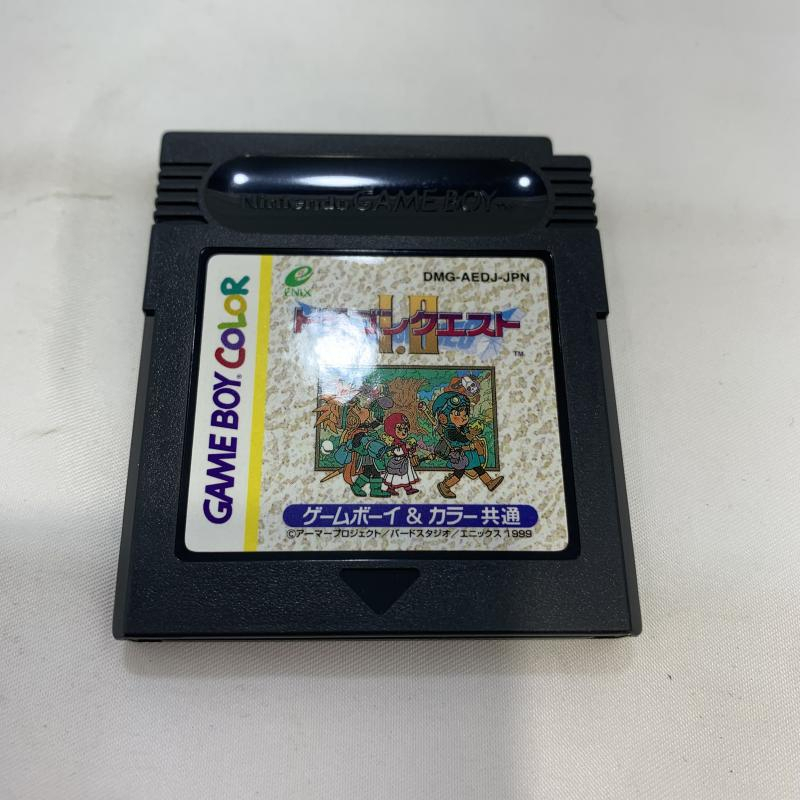 Nintendo GAME BOY
GAME BOY COLOR
ENIX
DMG-AEDJ-JPN
ドラゴンクエスト
I・II
TM
ゲームボーイ & カラー共通
©アーマープロジェクト/バードスタジオ/エニックス 1999